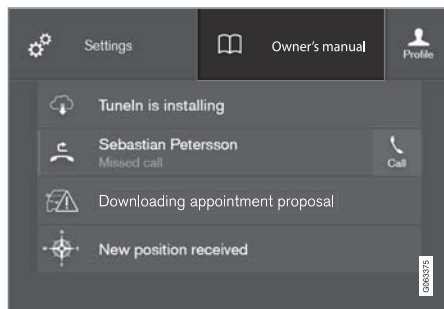 Settings
Owner's manual
Profile
TuneIn is installing
Sebastian Petersson
Missed call
Call
Downloading appointment proposal
New position received
G063375